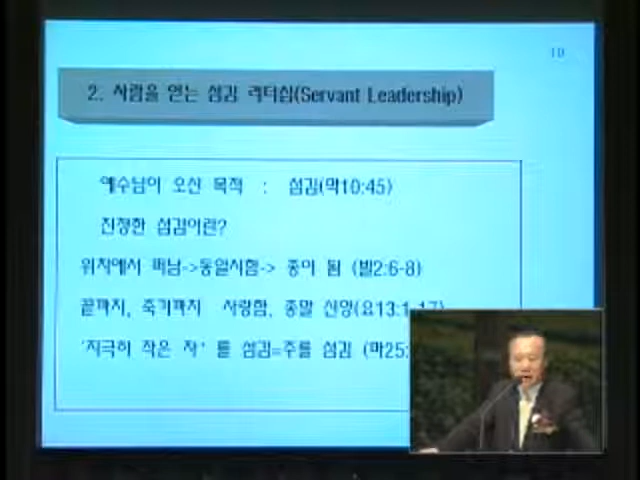 10
2. 사람을 얻는 섬김 리더십(Servant Leadership)
예수님이 오신 목적 : 섬김(막10:45)
진정한 섬김이란?
위치에서 떠남->동일시함-> 종이 됨 (빌2:6-8)
끝까지, 죽기까지 사랑함, 종말 신앙(요13:1-17)
'지극히 작은 자' 를 섬김=주를 섬김 (마25: